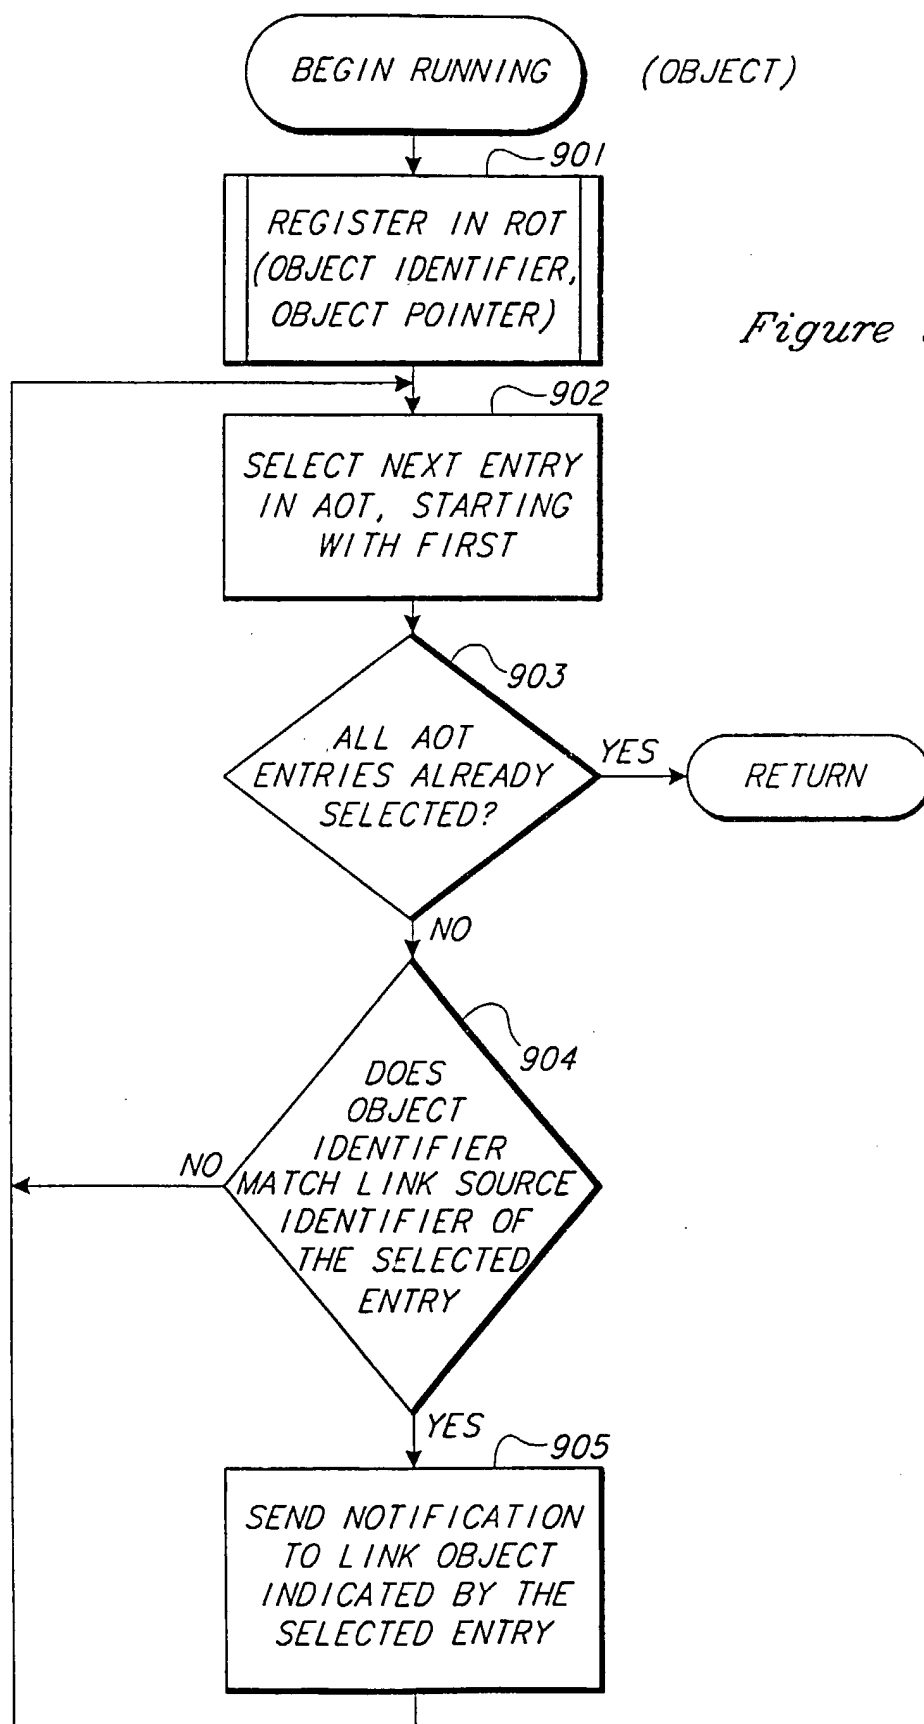 BEGIN RUNNING
(OBJECT)
901
REGISTER IN ROT
(OBJECT IDENTIFIER,
OBJECT POINTER)
Figure
902
SELECT NEXT ENTRY
IN AOT, STARTING
WITH FIRST
903
ALL AOT
ENTRIES ALREADY
SELECTED?
YES
RETURN
NO
904
DOES
OBJECT
IDENTIFIER
MATCH LINK SOURCE
IDENTIFIER OF
THE SELECTED
ENTRY
NO
YES
905
SEND NOTIFICATION
TO LINK OBJECT
INDICATED BY THE
SELECTED ENTRY